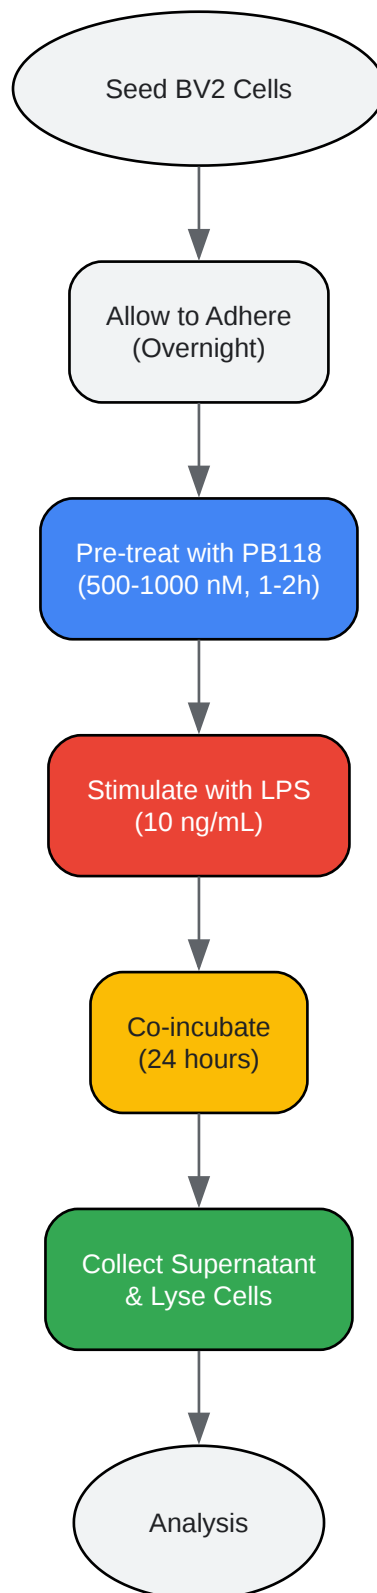 Seed BV2 Cells
Allow to Adhere
(Overnight)
Pre-treat with PB118
(500-1000 nM, 1-2h)
Stimulate with LPS
(10 ng/mL)
Co-incubate
(24 hours)
Collect Supernatant
& Lyse Cells
Analysis